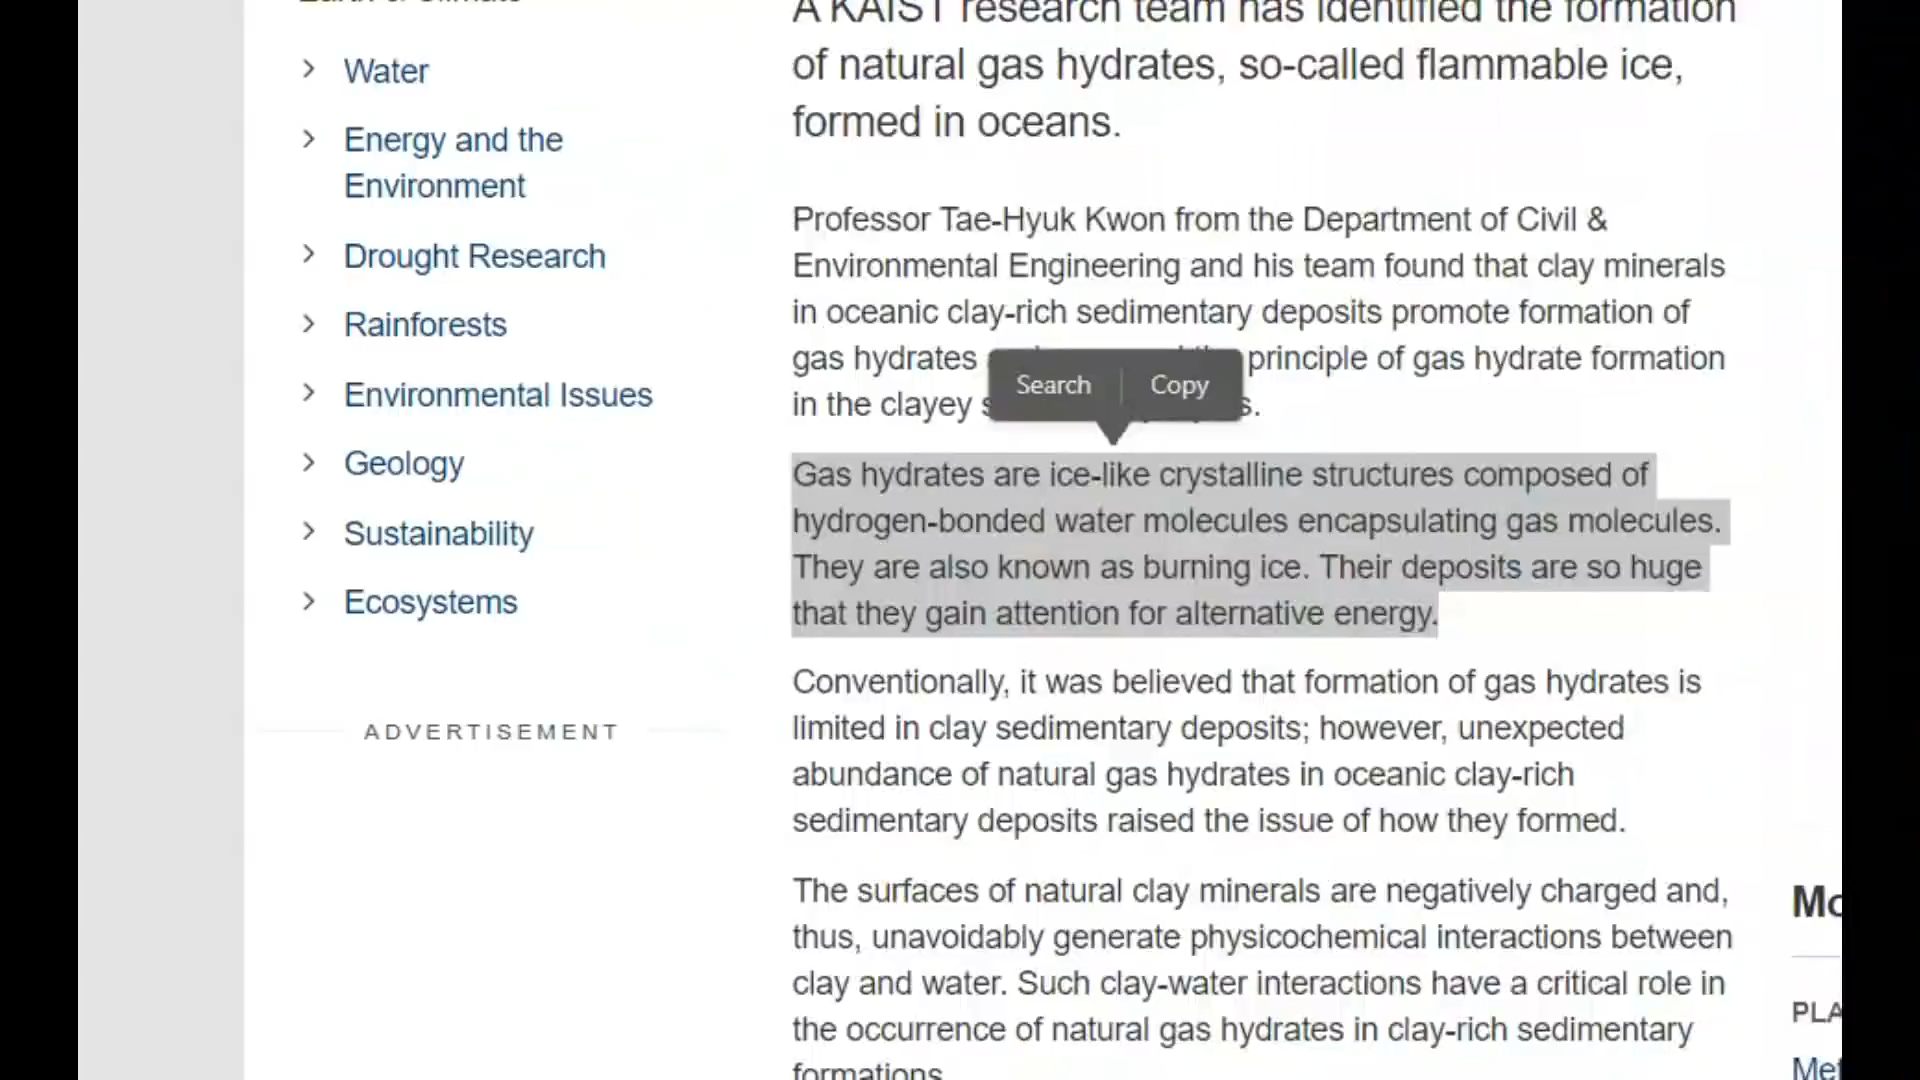 Water
Energy and the
Environment
Drought Research
Rainforests
Environmental Issues
Geology
Sustainability
Ecosystems
ADVERTISEMENT
A KAIST research team has identified the formation
of natural gas hydrates, so-called flammable ice,
formed in oceans.
Professor Tae-Hyuk Kwon from the Department of Civil &
Environmental Engineering and his team found that clay minerals
in oceanic clay-rich sedimentary deposits promote formation of
gas hydrates principle of gas hydrate formation
Search Copy
in the clayey
Gas hydrates are ice-like crystalline structures composed of
hydrogen-bonded water molecules encapsulating gas molecules.
They are also known as burning ice. Their deposits are so huge
that they gain attention for alternative energy.
Conventionally, it was believed that formation of gas hydrates is
limited in clay sedimentary deposits; however, unexpected
abundance of natural gas hydrates in oceanic clay-rich
sedimentary deposits raised the issue of how they formed.
The surfaces of natural clay minerals are negatively charged and,
thus, unavoidably generate physicochemical interactions between
clay and water. Such clay-water interactions have a critical role in
the occurrence of natural gas hydrates in clay-rich sedimentary
formations.